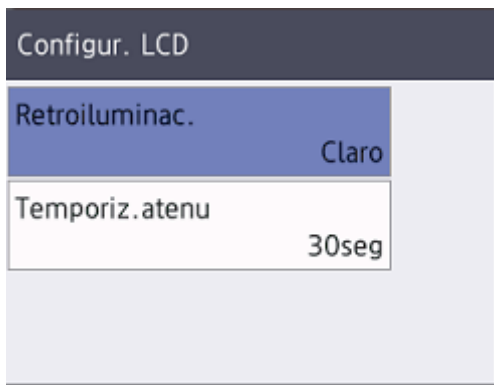 Configur. LCD
Retroiluminac.
Claro
Temporiz.atenu
30seg